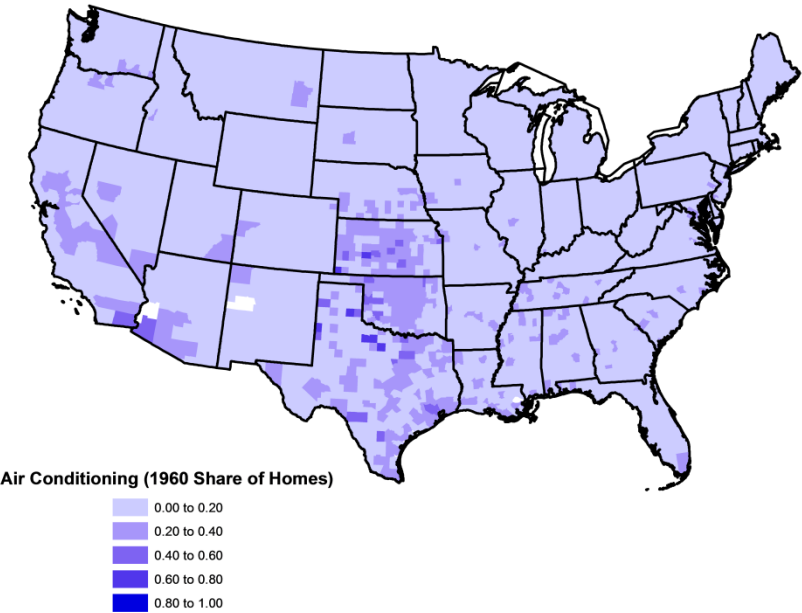 Air Conditioning (1960 Share of Homes)
0.00 to 0.20
0.20 to 0.40
0.40 to 0.60
0.60 to 0.80
0.80 to 1.00